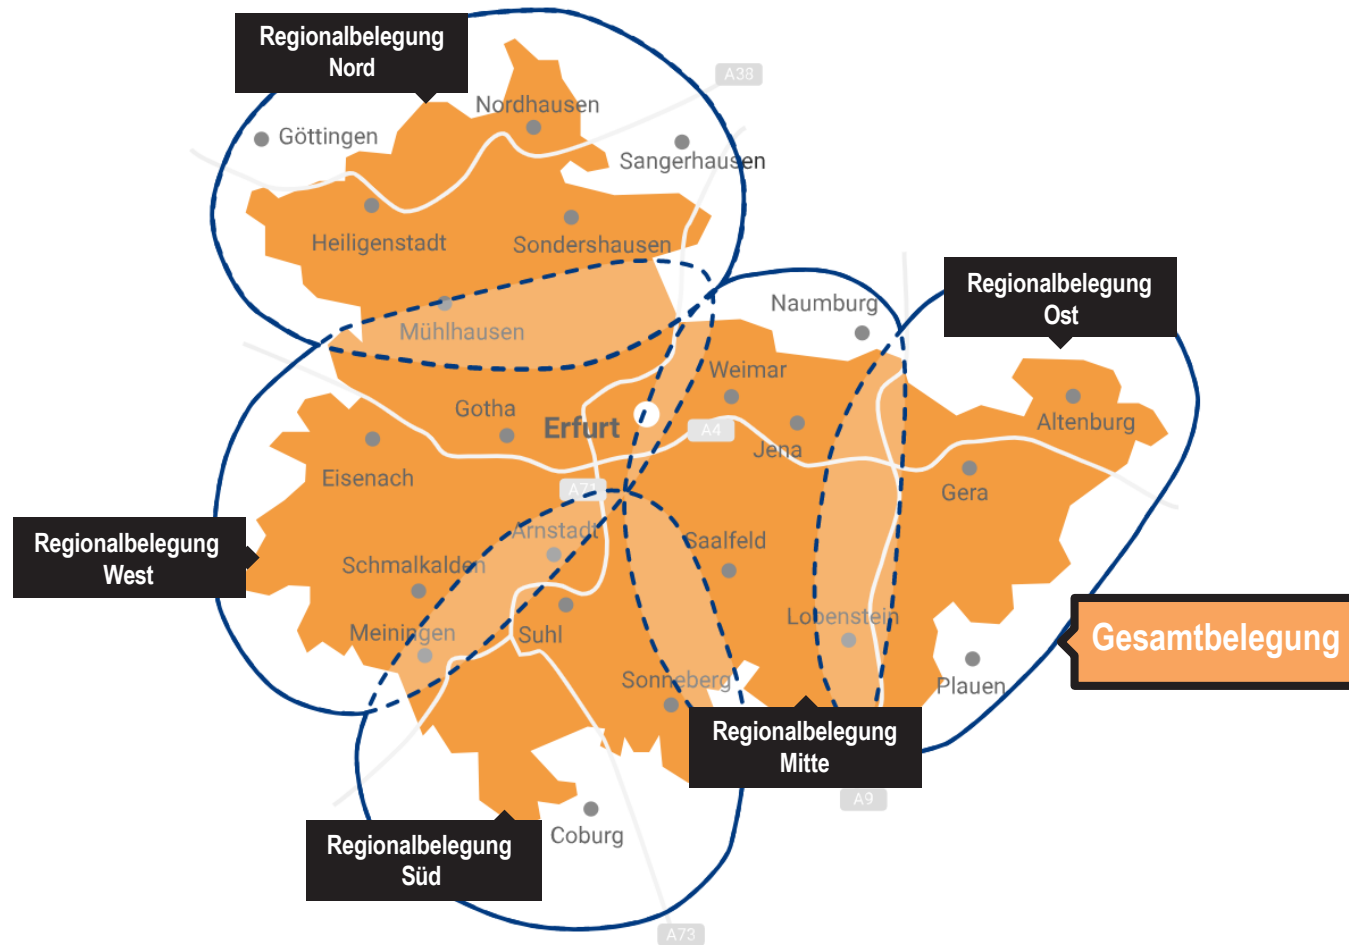 Regionalbelegung
Nord
A38
Nordhausen
Göttingen
Sangerhausen
Heiligenstadt
Sondershausen
Regionalbelegung
Ost
Naumburg
Mühlhausen
Weimar
Gotha
Erfurt
A4
Altenburg
Jena
Eisenach
Gera
A71
Arnstadt
Saalfeld
Regionalbelegung
West
Schmalkalden
Lobenstein
Meiningen
Suhl
Gesamtbelegung
Sonneberg
Plauen
Regionalbelegung
Mitte
A9
Coburg
Regionalbelegung
Süd
A73